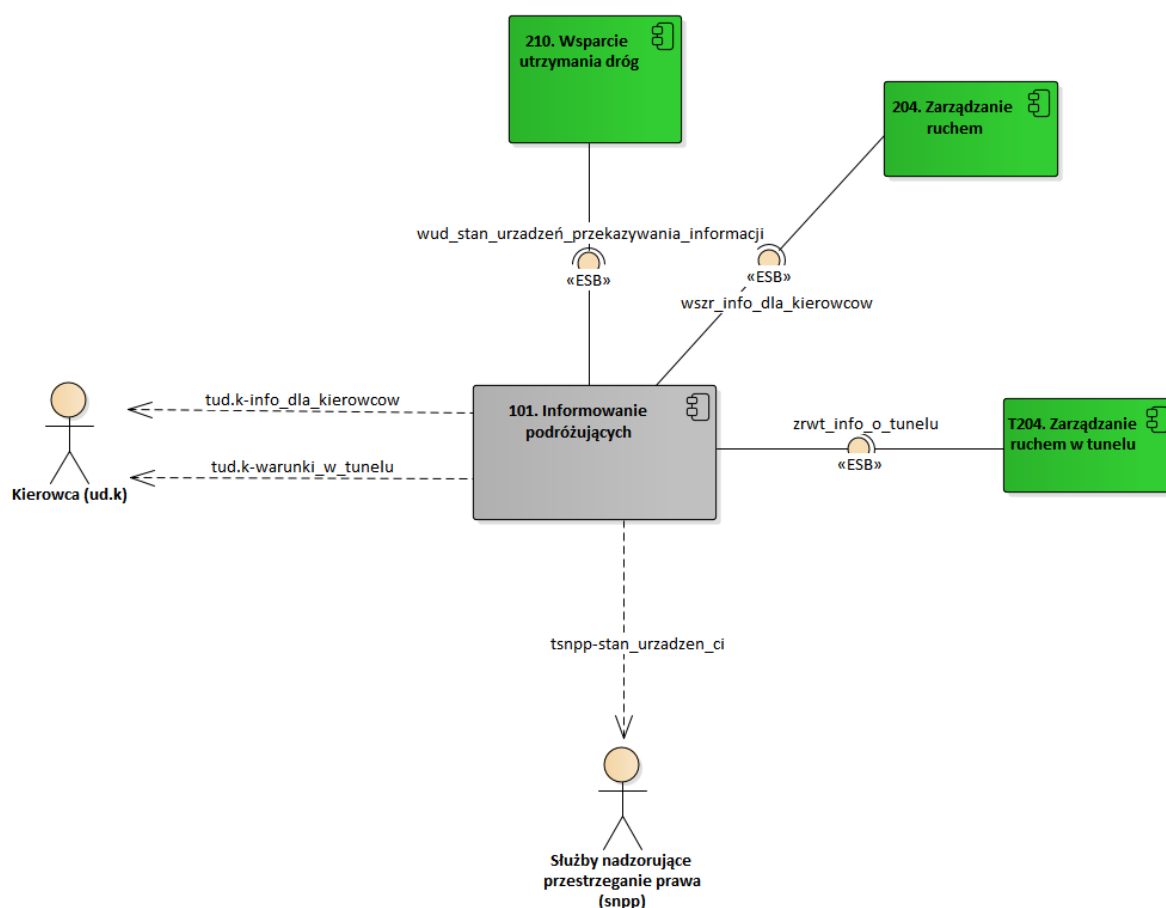 210. Wsparcie
utrzymania dróg
204. Zarządzanie
ruchem
wud_stan_urzadzeń_przekazywania_informacji
«ESB»
«ESB»
wszr_info_dla_kierowcow
tud.k-info_dla_kierowcow
101. Informowanie
podróżujących
zrwt_info_o_tunelu
T204. Zarządzanie
ruchem w tunelu
«ESB»
tud.k-warunki_w_tunelu
Kierowca (ud.k)
tsnpp-stan_urzadzen_ci
Służby nadzorujące
przestrzeganie prawa
(snpp)